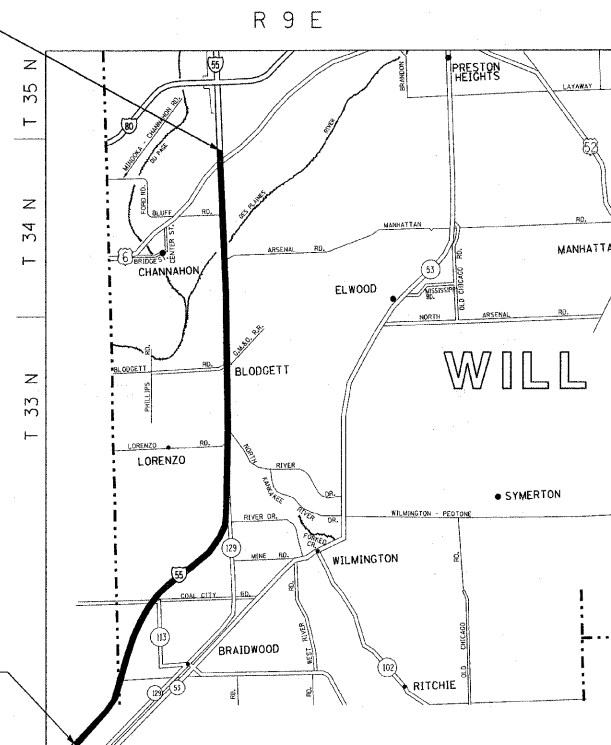 R 9 E
T 35 N
T 34 N
T 33 N
55
PRESTON
HEIGHTS
BRANDON
LAYAWAY
80
MINOOKA - CHANNAHON RD.
DU PAGE
RIVER
52
DES PLAINES
FORD RD.
BLUFF RD.
CENTER ST.
MANHATTAN RD.
6
BRIDGE ST.
CHANNAHON
ARSENAL RD.
MANHATTA
53
OLD CHICAGO RD.
ELWOOD
MISSISSIPPI
RD.
NORTH ARSENAL RD.
G.M.&O. R.R.
BLODGETT RD.
BLODGETT
PHILLIPS RD.
WILL
LORENZO RD.
LORENZO
NORTH RIVER DR.
KANKAKEE RIVER DR.
SYMERTON
RIVER DR.
WILMINGTON - PEOTONE
FORKED
CR.
129
MINE RD.
WILMINGTON
55
COAL CITY RD.
113
WEST RIVER RD.
OLD CHICAGO RD.
BRAIDWOOD
102
129
53
RD.
RD.
RITCHIE